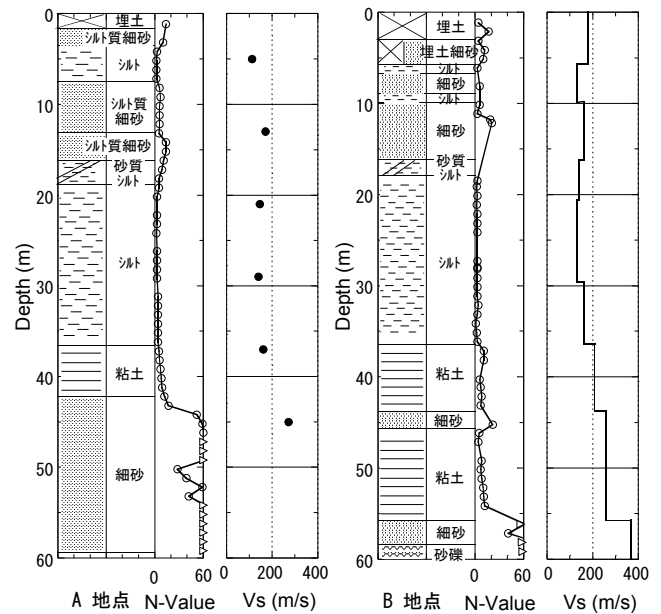 0
10
20
30
40
50
60
Depth (m)
埋土
シルト質細砂
シルト
シルト質
細砂
シルト質細砂
砂質
シルト
シルト
粘土
細砂
A 地点
0
60
N-Value
0
200
400
Vs (m/s)
0
10
20
30
40
50
60
Depth (m)
埋土
埋土細砂
シルト
細砂
シルト
細砂
シルト
シルト
粘土
細砂
粘土
細砂
砂礫
B 地点
0
60
N-Value
0
200
400
Vs (m/s)